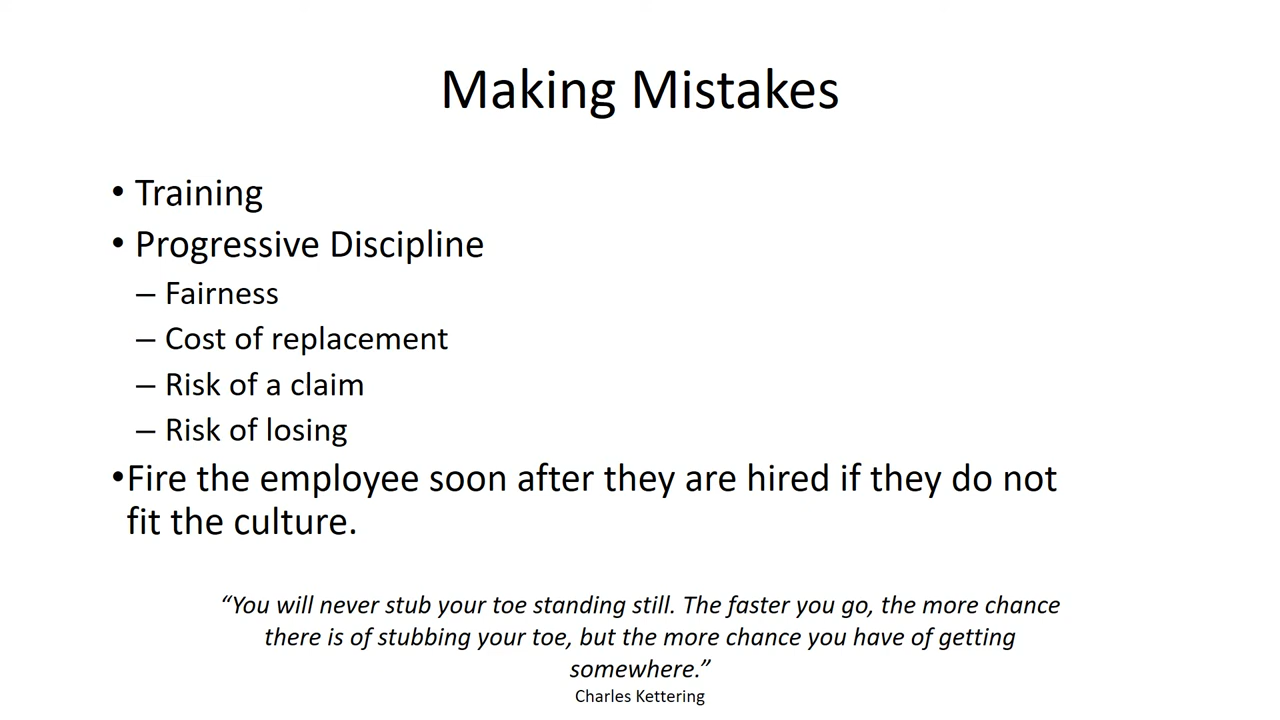 Making Mistakes
• Training
• Progressive Discipline
– Fairness
– Cost of replacement
– Risk of a claim
– Risk of losing
•Fire the employee soon after they are hired if they do not
fit the culture.
“You will never stub your toe standing still. The faster you go, the more chance
there is of stubbing your toe, but the more chance you have of getting
somewhere.”
Charles Kettering